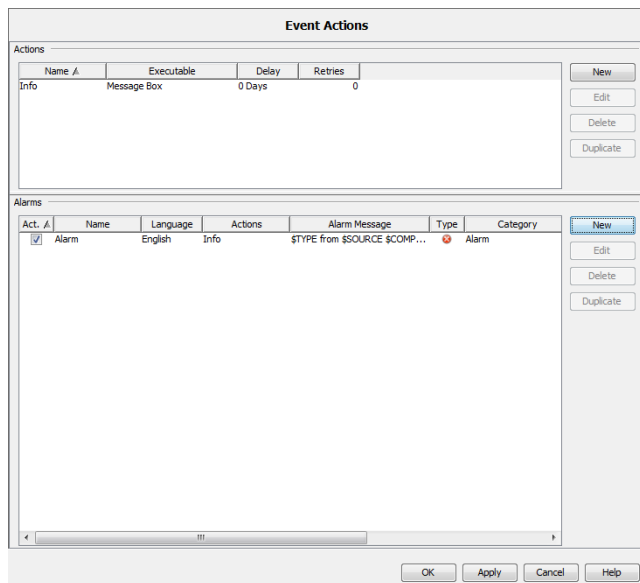 Event Actions
Actions
Name Executable Delay Retries
Info Message Box 0 Days 0
New
Edit
Delete
Duplicate
Alarms
Act. Name Language Actions Alarm Message Type Category
Alarm English Info $TYPE from $SOURCE $COMP... Alarm
New
Edit
Delete
Duplicate
OK Apply Cancel Help